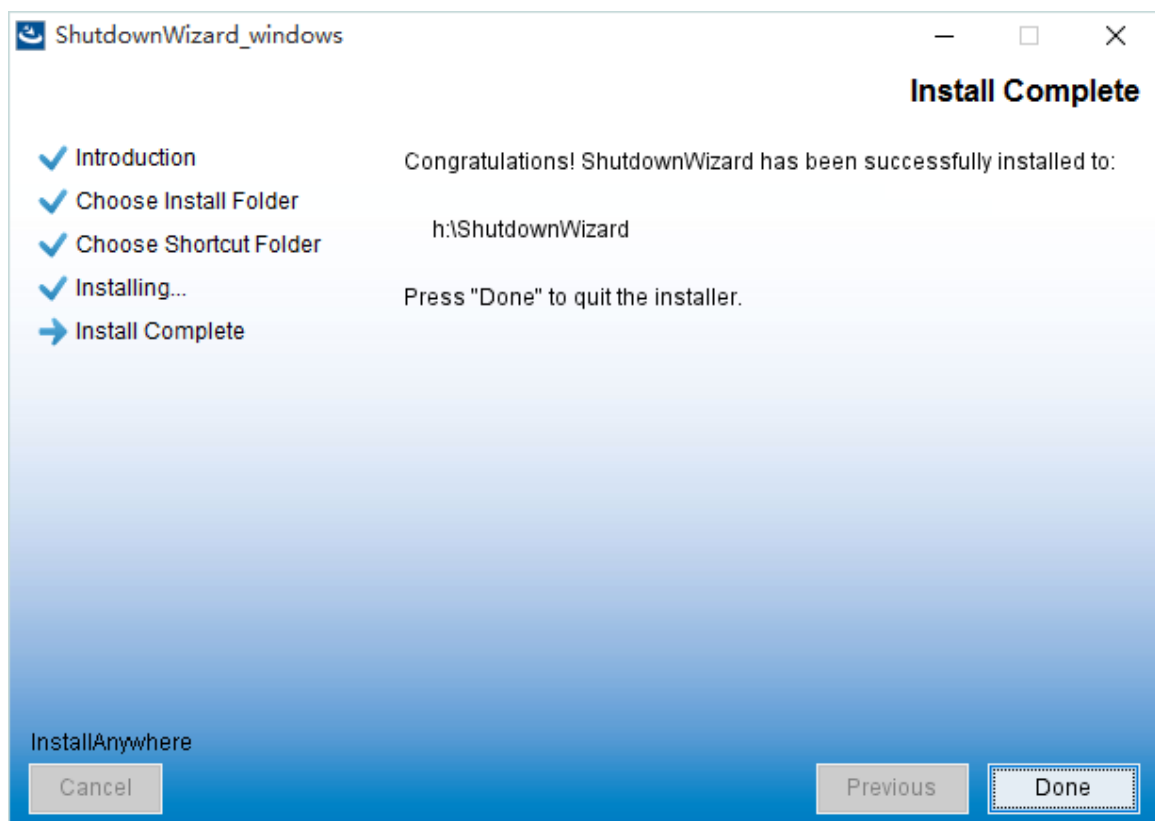 ShutdownWizard_windows
Install Complete
Introduction
Choose Install Folder
Choose Shortcut Folder
Installing...
Install Complete
Congratulations! ShutdownWizard has been successfully installed to:
h:\ShutdownWizard
Press "Done" to quit the installer.
InstallAnywhere
Cancel
Previous
Done